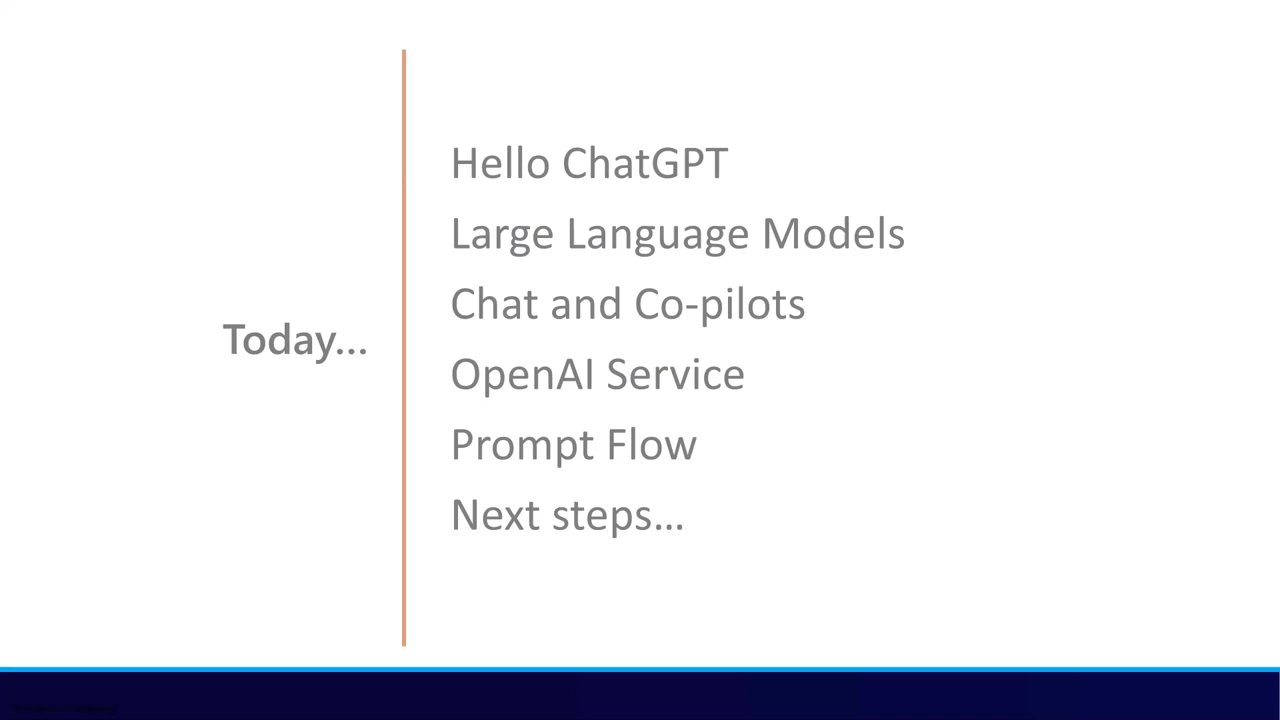 Today...
Hello ChatGPT
Large Language Models
Chat and Co-pilots
OpenAI Service
Prompt Flow
Next steps...